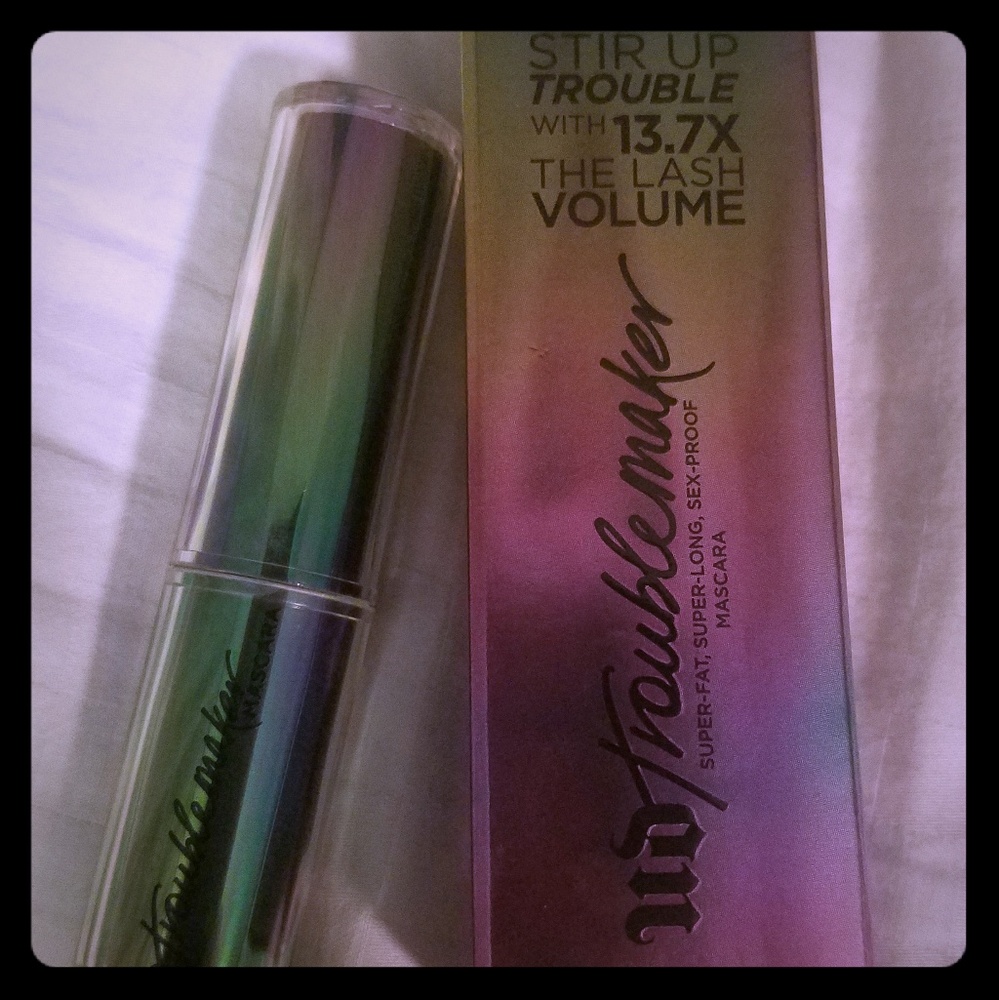 STIR UP
TROUBLE
WITH 13.7X
THE LASH
VOLUME
UD troublemaker
SUPER-FAT, SUPER-LONG, SEX-PROOF
MASCARA
troublemaker
MASCARA